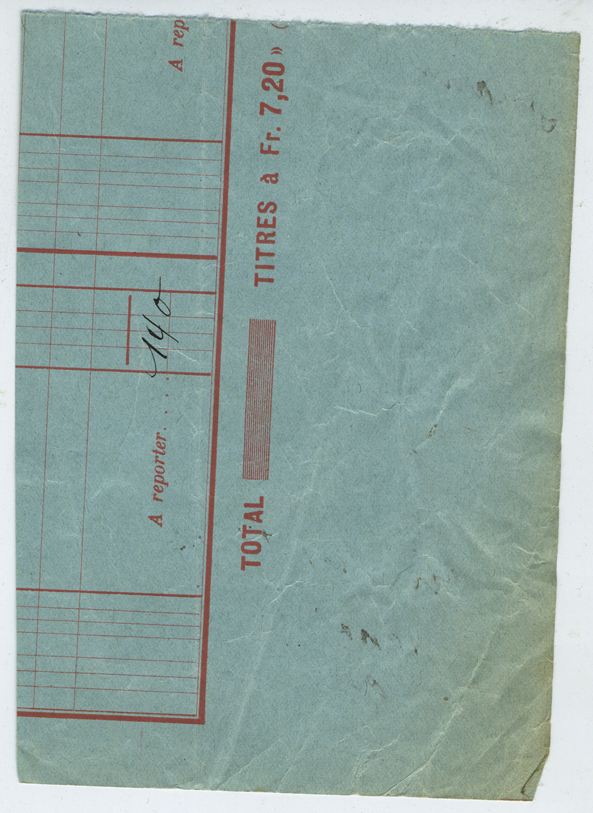 A reporter. . . .
140
A rep
TOTAL TITRES à Fr. 7,20 » (